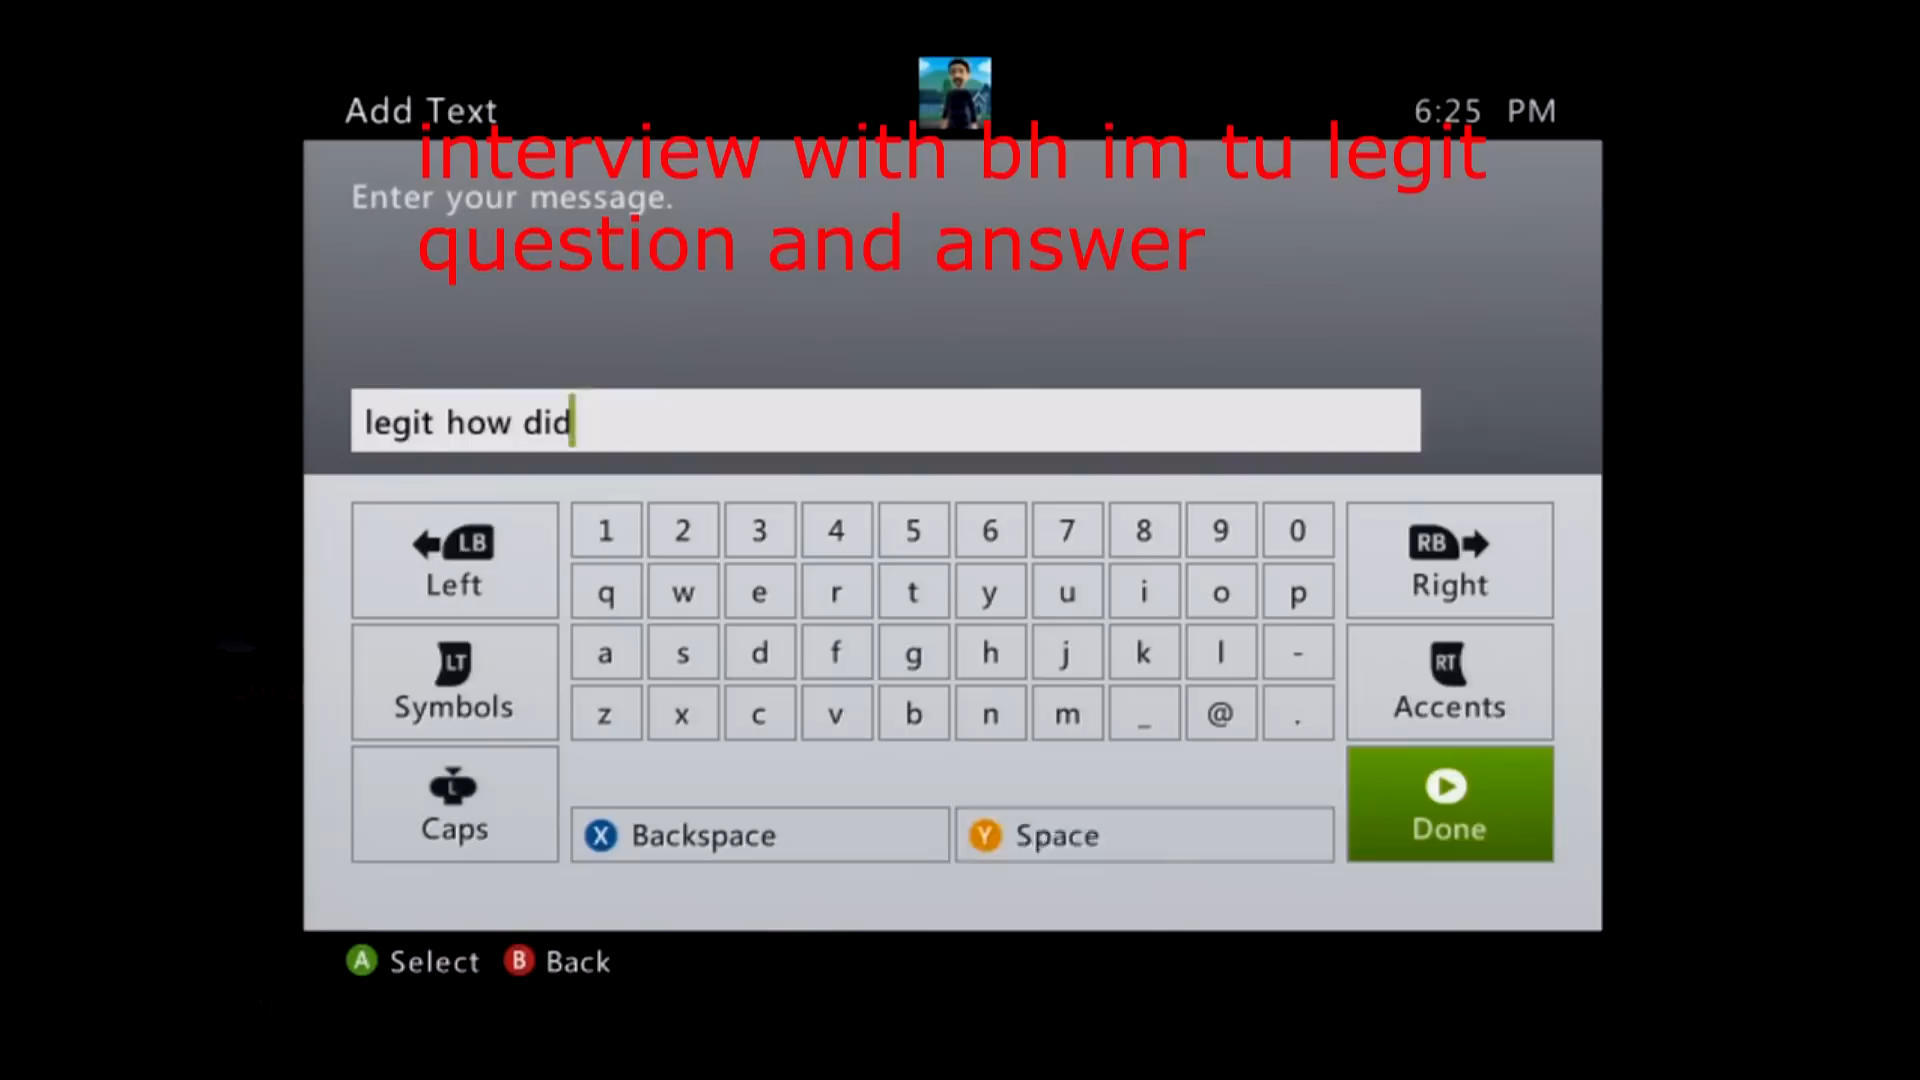 Add Text
6:25 PM
interview with bh im tu legit
Enter your message.
question and answer
legit how did
LB
Left
1 2 3 4 5 6 7 8 9 0
RB
Right
q w e r t y u i o p
LT
Symbols
a s d f g h j k l -
RT
Accents
z x c v b n m _ @ .
L
Caps
X Backspace
Y Space
Done
A Select B Back